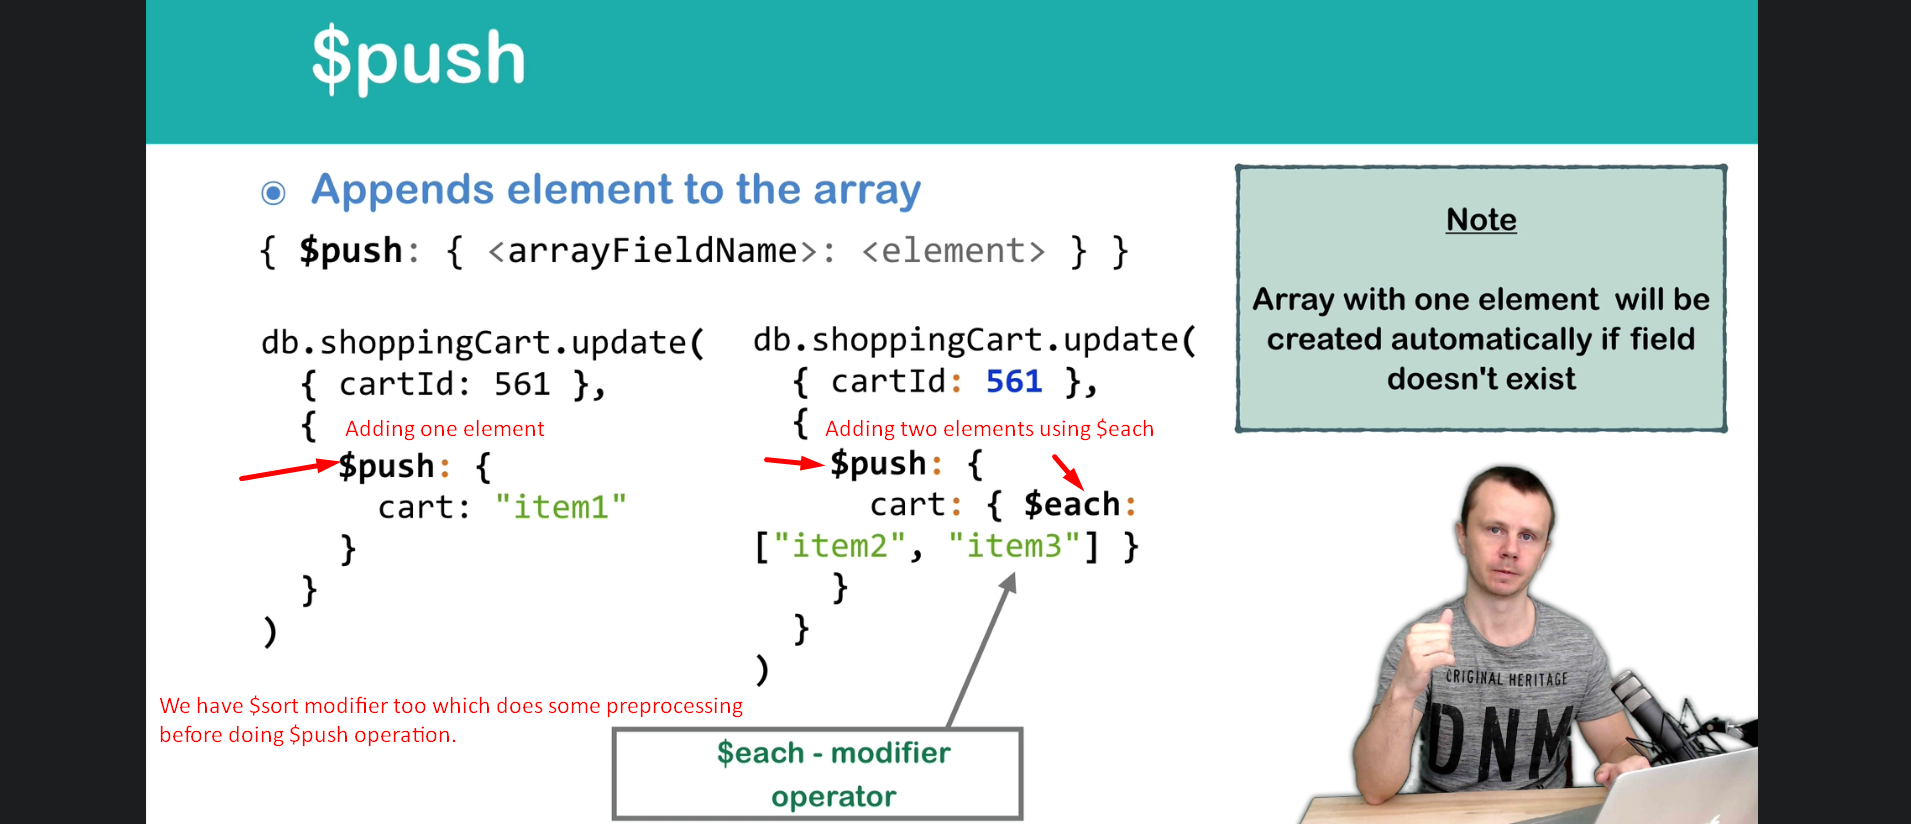 $push
Appends element to the array
{ $push: { <arrayFieldName>: <element> } }
db.shoppingCart.update(
{ cartId: 561 },
{
Adding one element
$push: {
cart: "item1"
}
}
)
db.shoppingCart.update(
{ cartId: 561 },
{
Adding two elements using $each
$push: {
cart: { $each:
["item2", "item3"] }
}
}
)
Note
Array with one element will be
created automatically if field
doesn't exist
We have $sort modifier too which does some preprocessing
before doing $push operation.
$each - modifier
operator
ORIGINAL HERITAGE
DNM